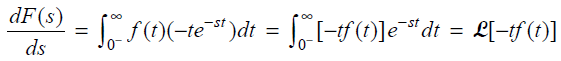 dF(s)/ds = ∫₀₋^∞ f(t)(−te^{−st})dt = ∫₀₋^∞ [−tf(t)]e^{−st}dt = 𝓛[−tf(t)]